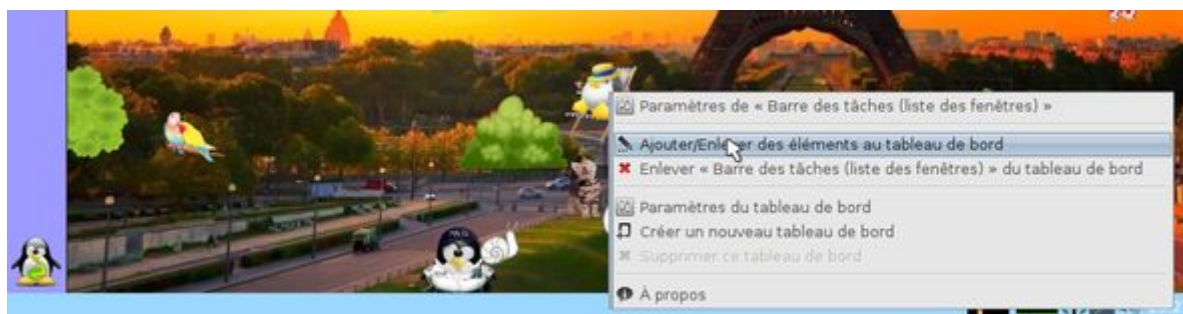 Paramètres de « Barre des tâches (liste des fenêtres) »
Ajouter/Enlever des éléments au tableau de bord
Enlever « Barre des tâches (liste des fenêtres) » du tableau de bord
Paramètres du tableau de bord
Créer un nouveau tableau de bord
Supprimer ce tableau de bord
À propos